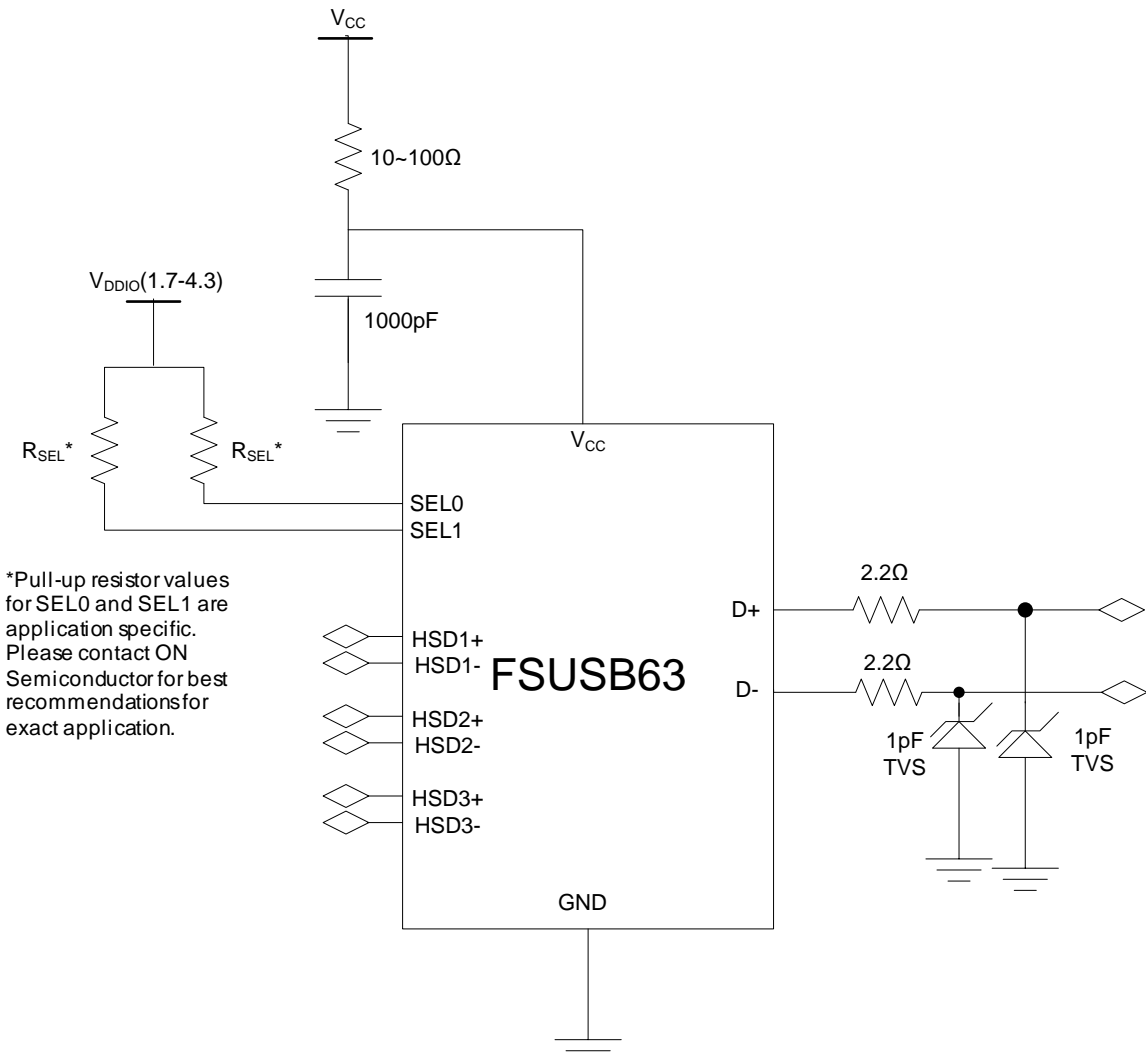 VCC
10~100Ω
VDDIO(1.7-4.3)
1000pF
RSEL*
RSEL*
VCC
SEL0
SEL1
*Pull-up resistor values
for SEL0 and SEL1 are
application specific.
Please contact ON
Semiconductor for best
recommendations for
exact application.
2.2Ω
D+
HSD1+
HSD1-
FSUSB63
2.2Ω
D-
HSD2+
HSD2-
1pF
TVS
1pF
TVS
HSD3+
HSD3-
GND